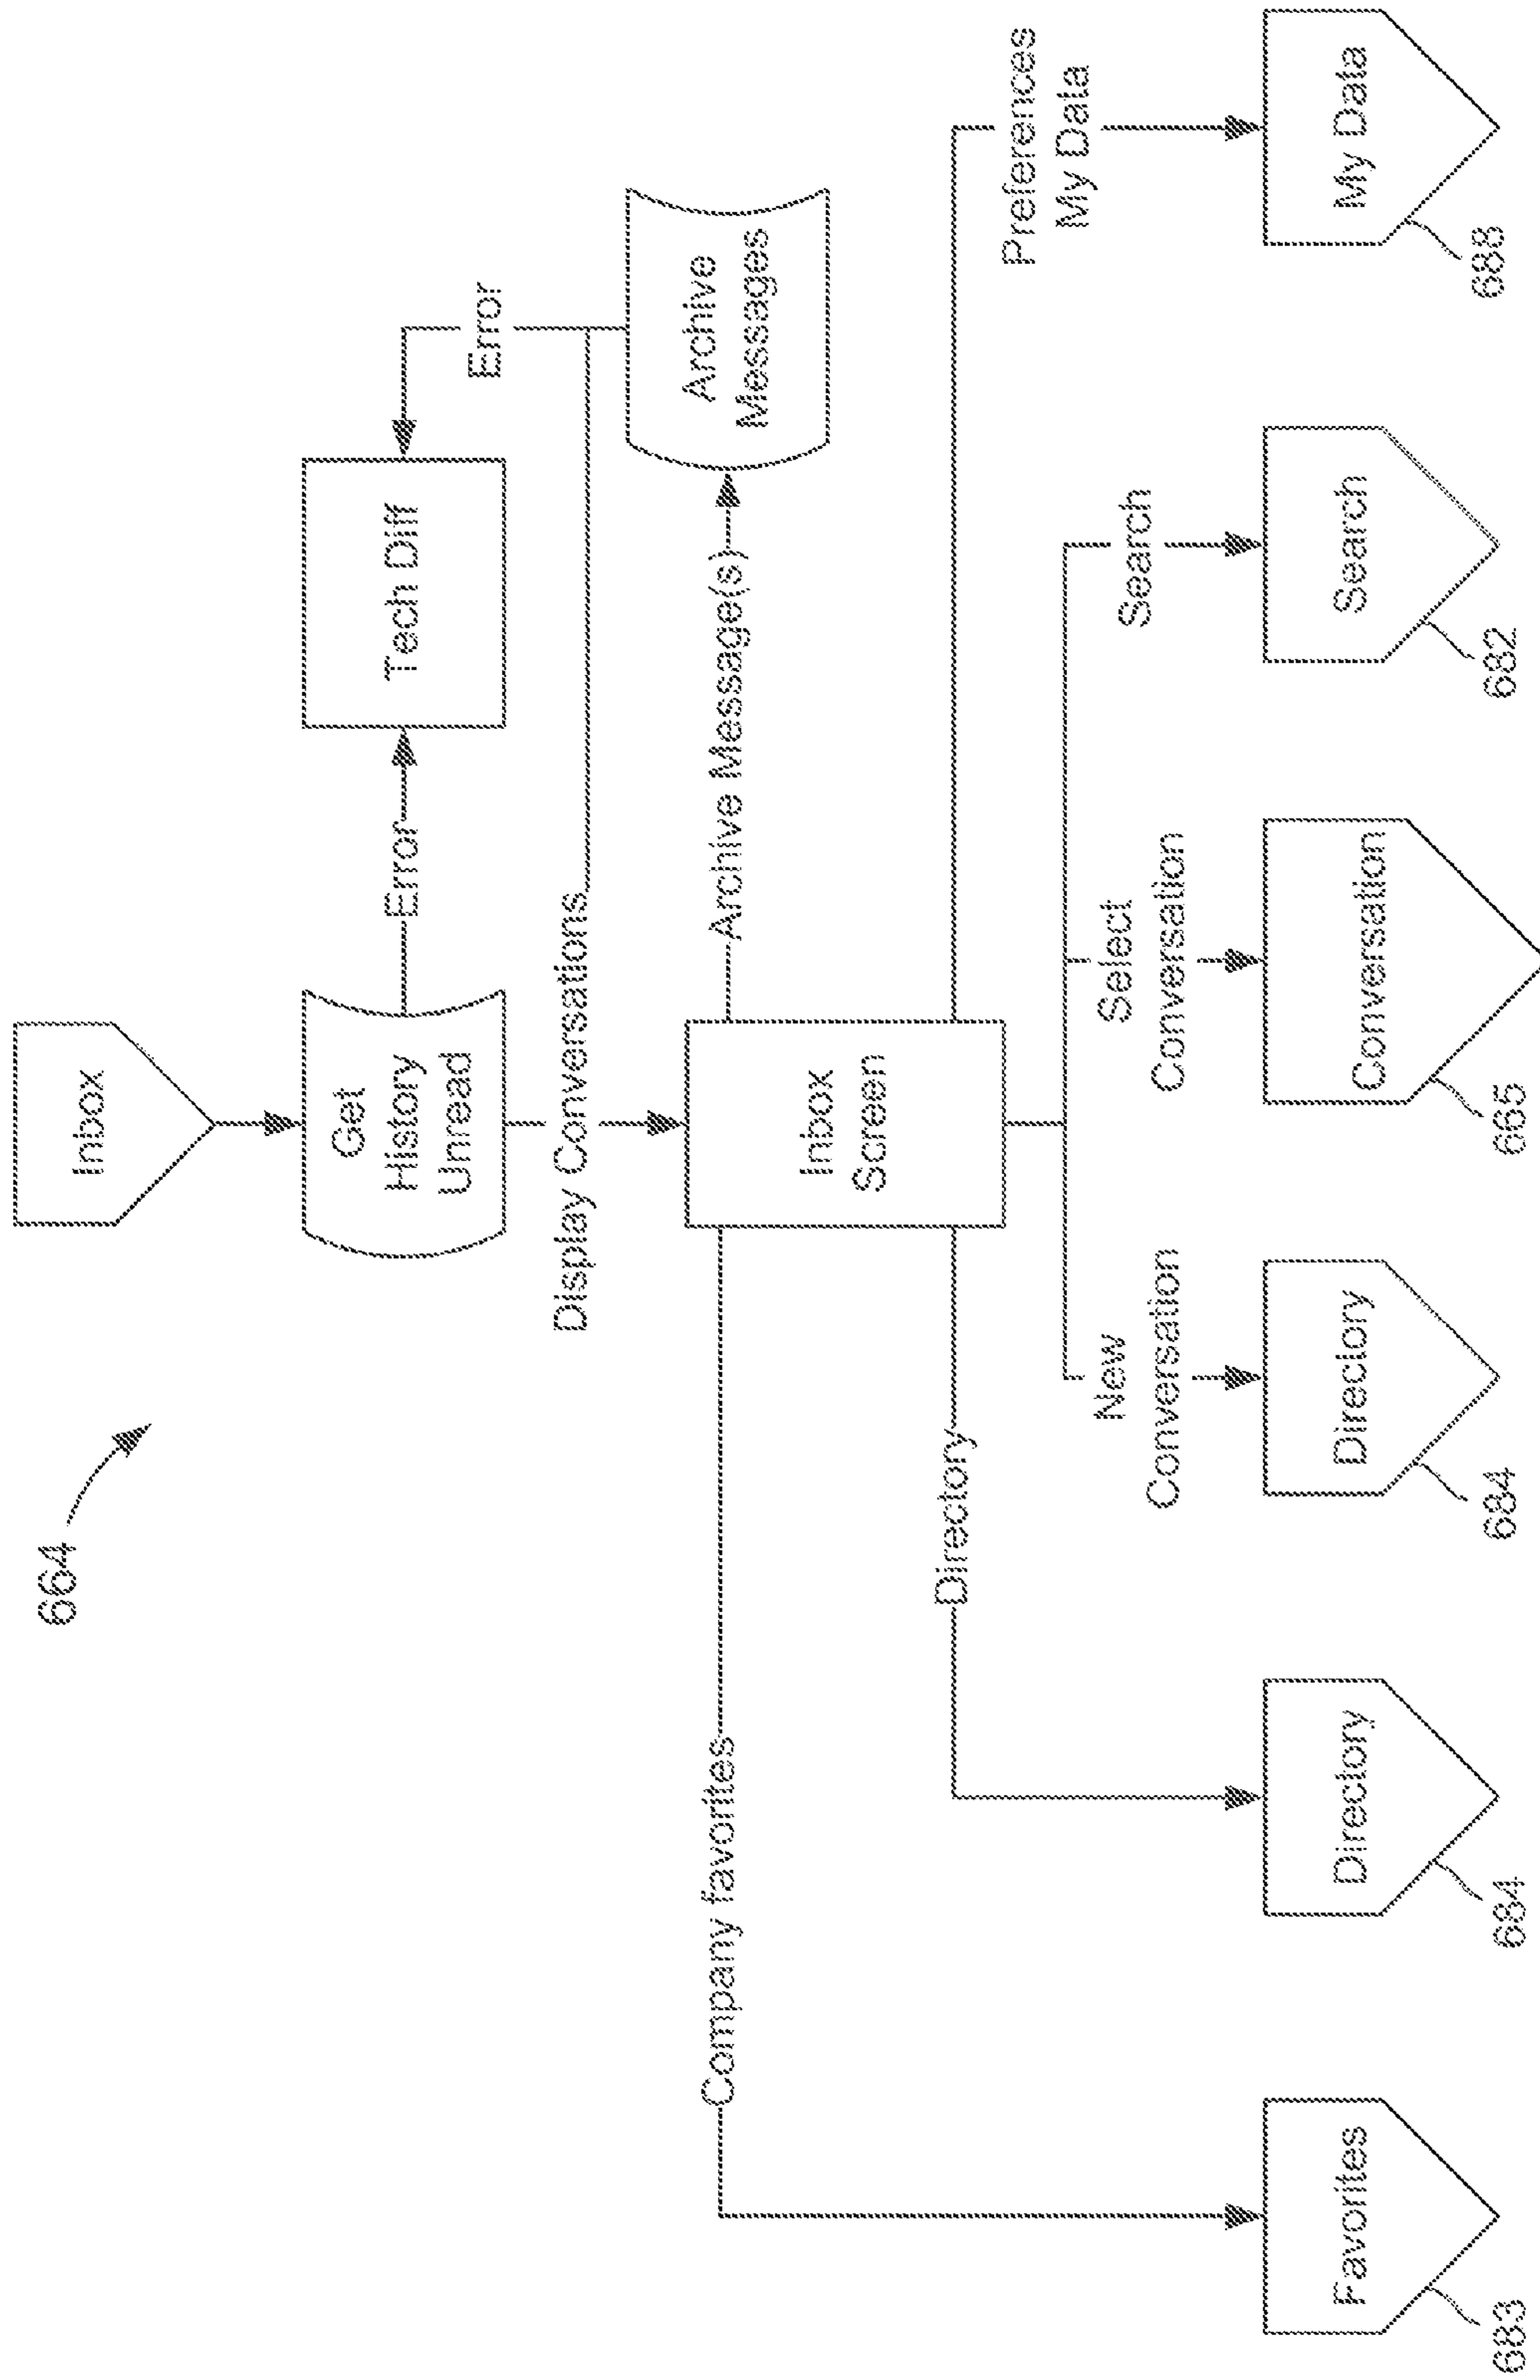 664
Inbox
Get
History
Unread
Error
Tech Diff
Error
Display Conversations
Archive
Messages
Archive Message(s)
Inbox
Screen
Company favorites
Directory
Preferences
My Data
New
Conversation
Select
Conversation
Search
Favorites
683
Directory
684
Directory
684
Conversation
665
Search
682
My Data
688